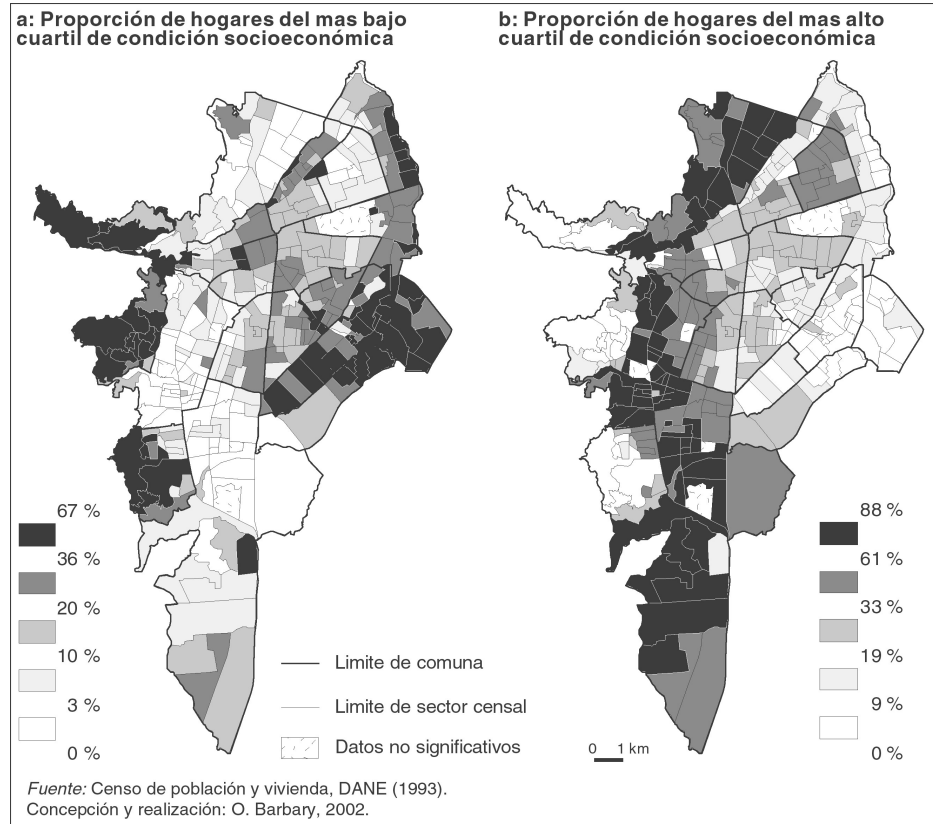 a: Proporción de hogares del mas bajo
cuartil de condición socioeconómica
b: Proporción de hogares del mas alto
cuartil de condición socioeconómica
67 %
36 %
20 %
10 %
3 %
0 %
Limite de comuna
Limite de sector censal
Datos no significativos
0 1 km
88 %
61 %
33 %
19 %
9 %
0 %
Fuente: Censo de población y vivienda, DANE (1993).
Concepción y realización: O. Barbary, 2002.